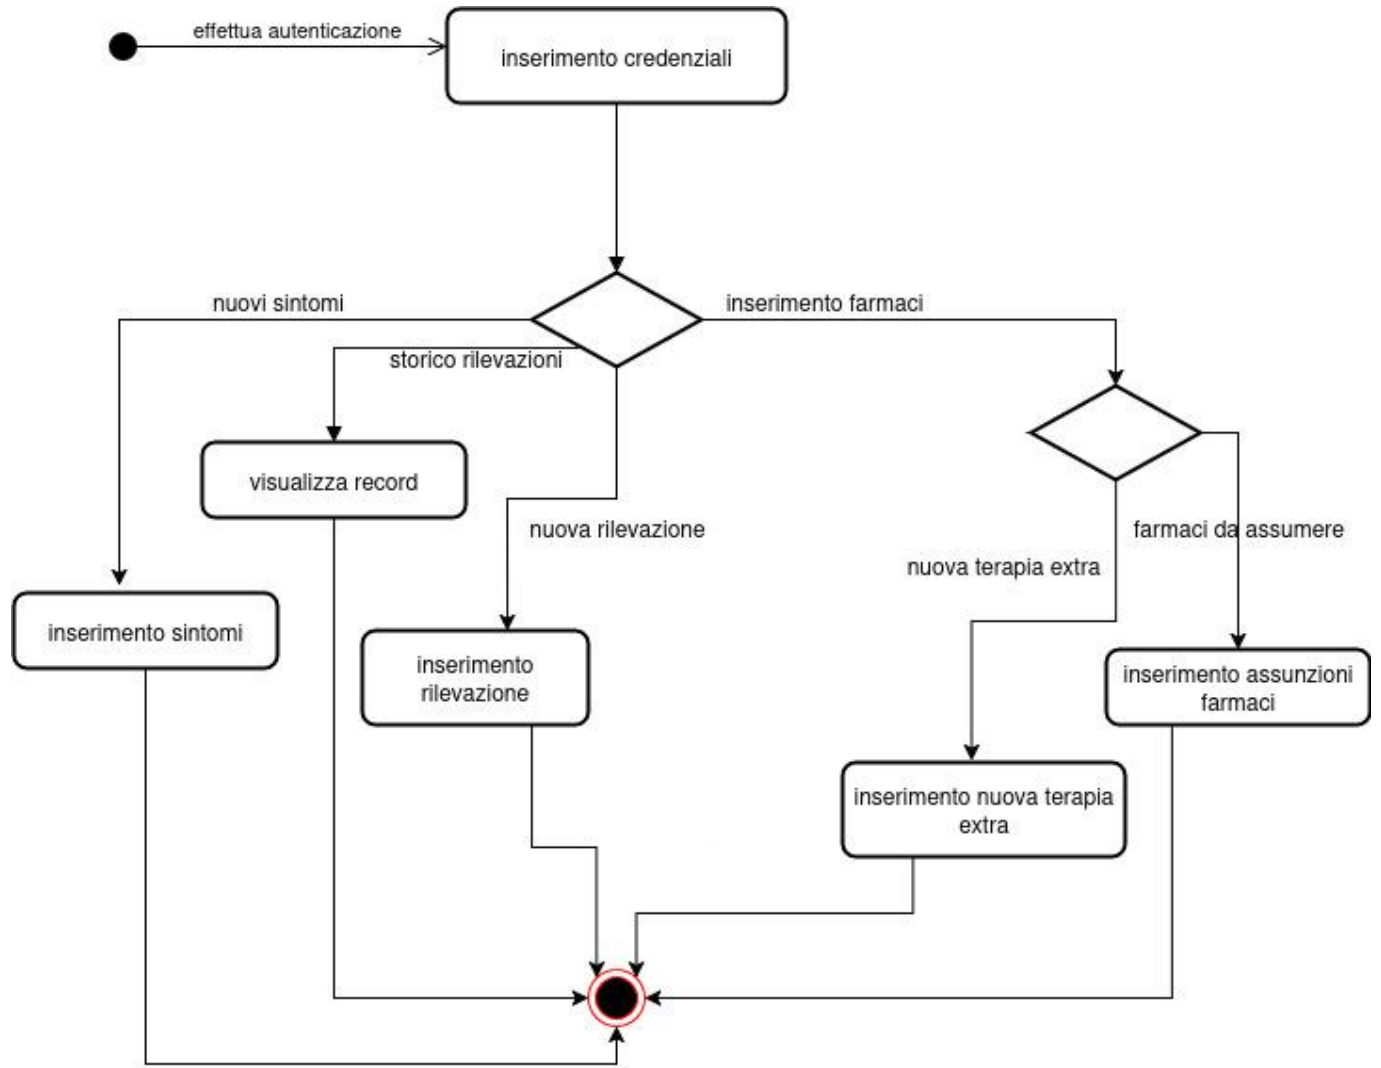 effettua autenticazione
inserimento credenziali
nuovi sintomi
inserimento farmaci
storico rilevazioni
visualizza record
nuova rilevazione
farmaci da assumere
nuova terapia extra
inserimento sintomi
inserimento
rilevazione
inserimento assunzioni
farmaci
inserimento nuova terapia
extra